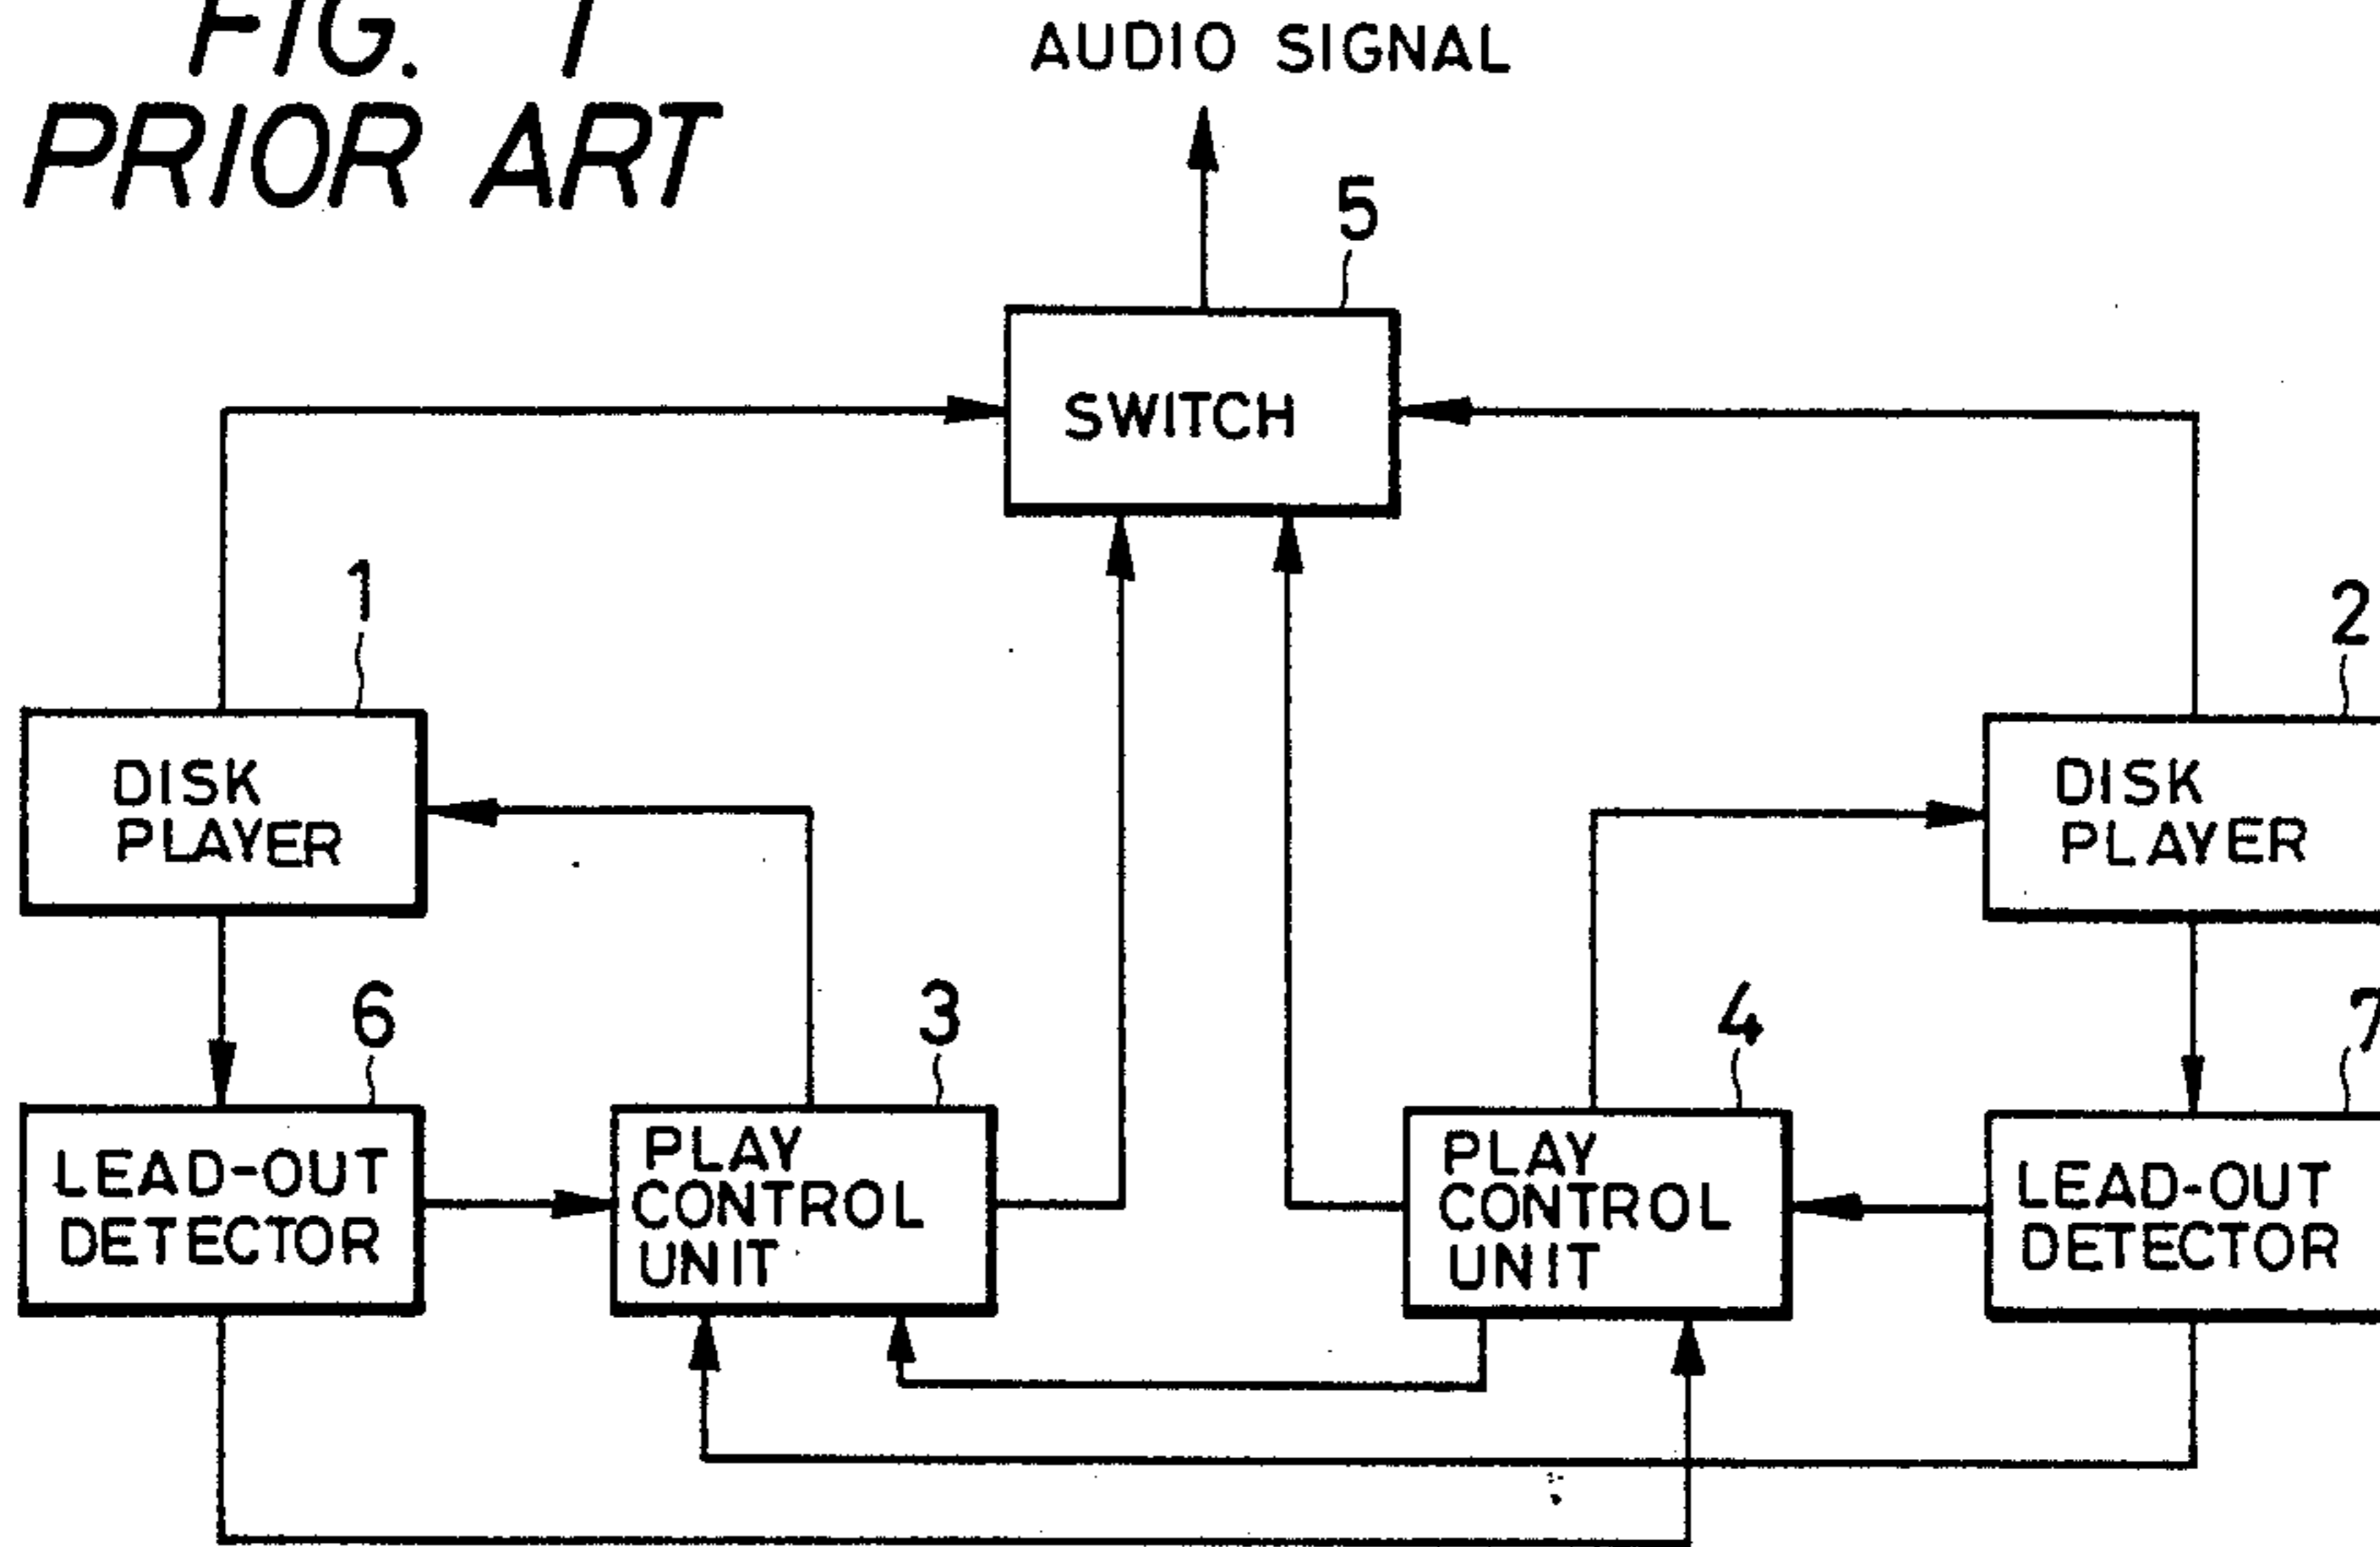 FIG. 1
PRIOR ART
AUDIO SIGNAL
5
SWITCH
1
2
DISK
PLAYER
DISK
PLAYER
6
3
4
7
LEAD-OUT
DETECTOR
PLAY
CONTROL
UNIT
PLAY
CONTROL
UNIT
LEAD-OUT
DETECTOR